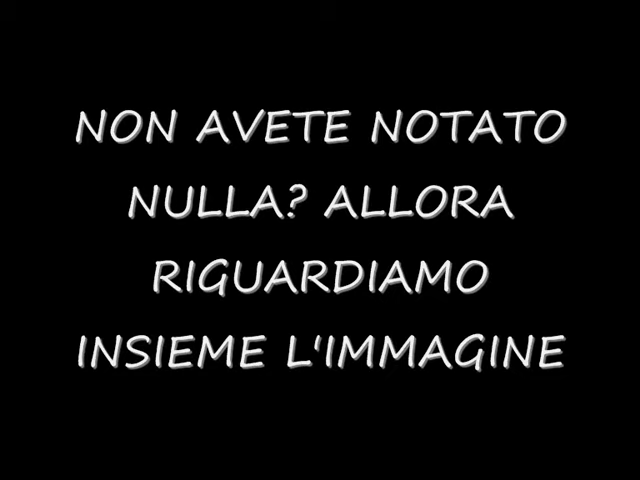 NON AVETE NOTATO
NULLA? ALLORA
RIGUARDIAMO
INSIEME L'IMMAGINE